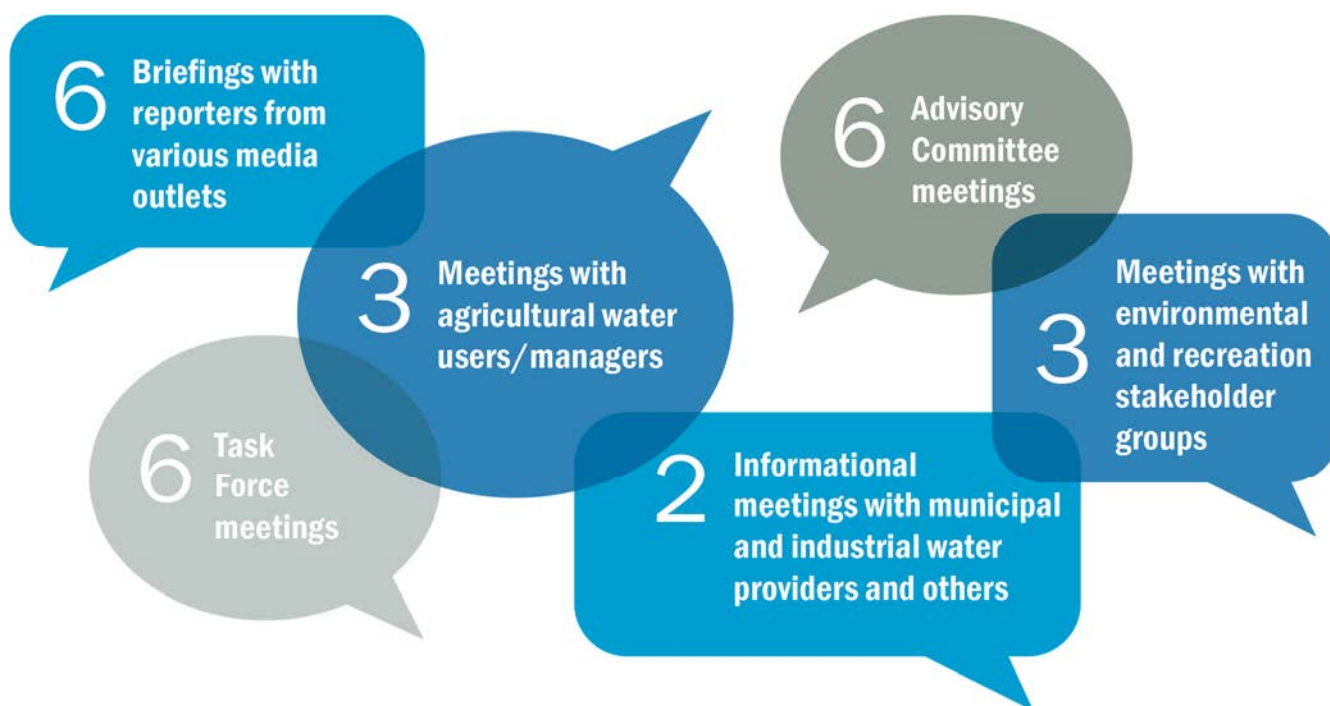 6
Briefings with
reporters from
various media
outlets
6
Advisory
Committee
meetings
3
Meetings with
agricultural water
users/managers
3
Meetings with
environmental
and recreation
stakeholder
groups
6
Task
Force
meetings
2
Informational
meetings with municipal
and industrial water
providers and others